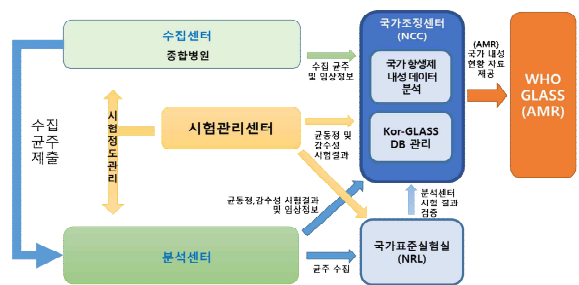 수집센터
종합병원
수집
균주
제출
시험정도관리
시험관리센터
분석센터
수집 균주
및 임상정보
균동정 및
감수성
시험결과
균동정,감수성 시험결과
및 임상정보
균주 수집
국가조정센터
(NCC)
국가 항생제
내성 데이터
분석
Kor-GLASS
DB 관리
분석센터
시험 결과
검증
국가표준실험실
(NRL)
(AMR)
국가 내성
현황 자료
제공
WHO
GLASS
(AMR)